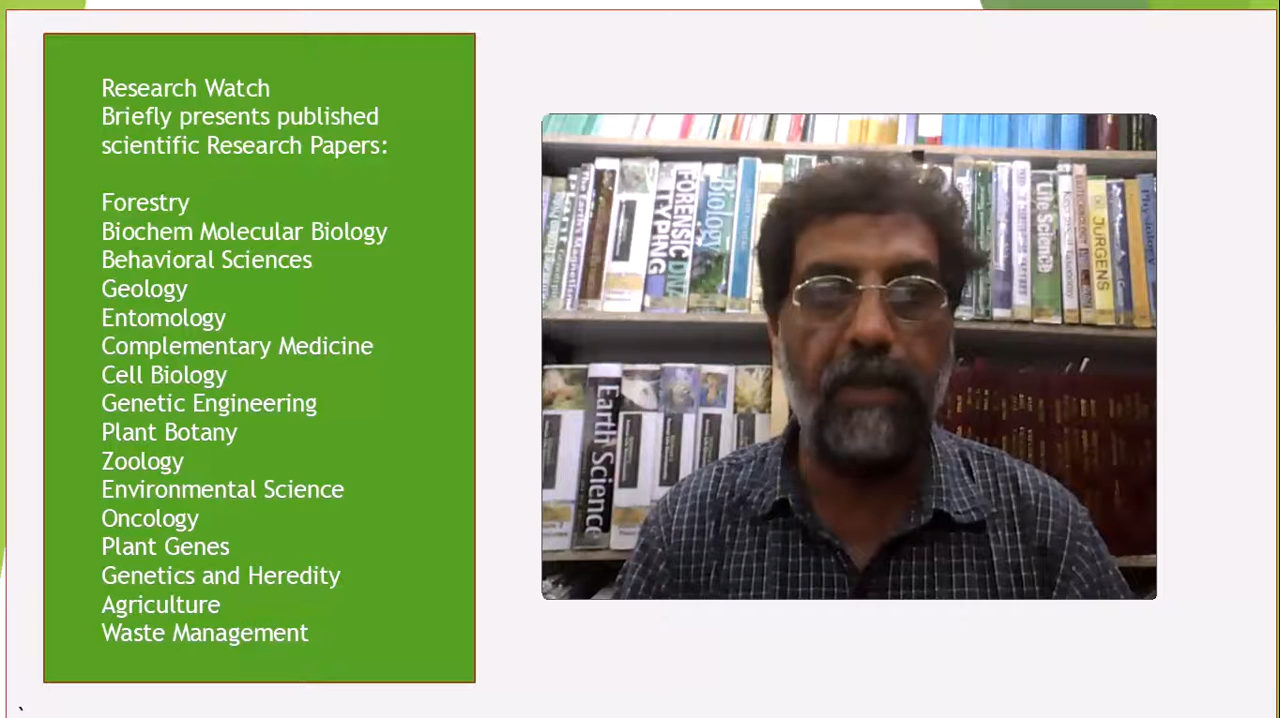 Research Watch
Briefly presents published
scientific Research Papers:
Forestry
Biochem Molecular Biology
Behavioral Sciences
Geology
Entomology
Complementary Medicine
Cell Biology
Genetic Engineering
Plant Botany
Zoology
Environmental Science
Oncology
Plant Genes
Genetics and Heredity
Agriculture
Waste Management
FORENSIC DNA
TYPING
Biology
Life Science
JURGENS
Physiology
Earth Science